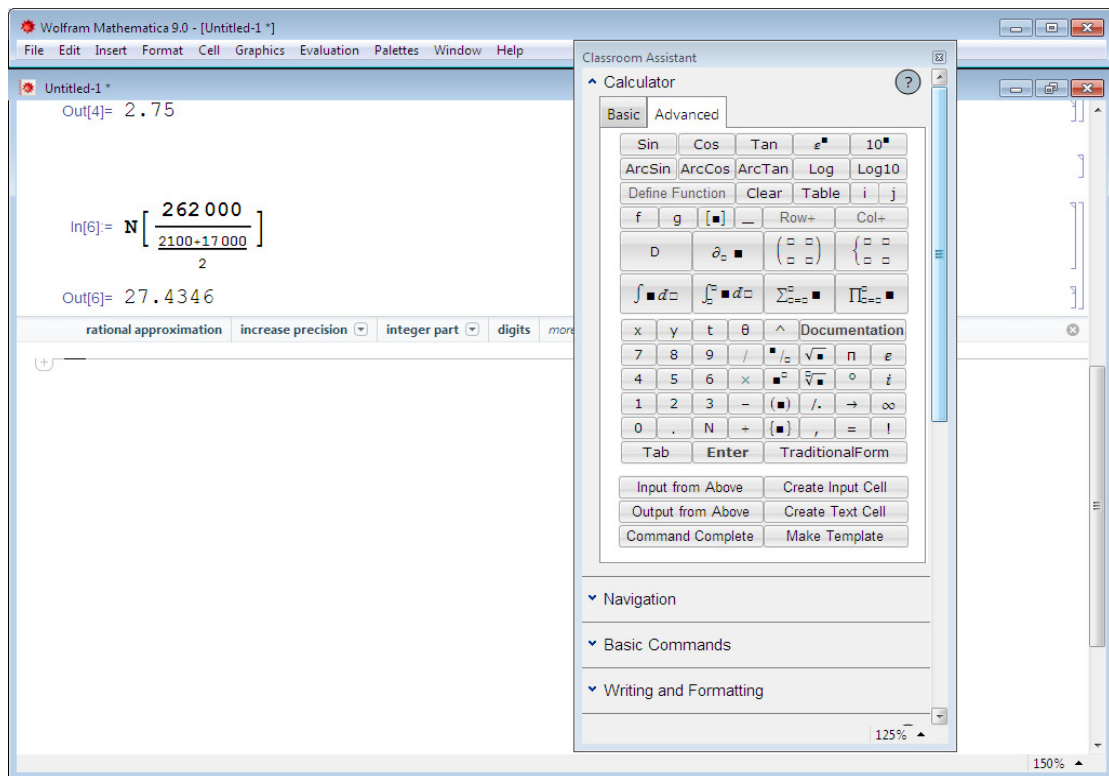 Wolfram Mathematica 9.0 - [Untitled-1 *]
File Edit Insert Format Cell Graphics Evaluation Palettes Window Help
Untitled-1 *
Out[4]= 2.75
In[6]:= N[ 262 000
2100+17 000
2 ]
Out[6]= 27.4346
rational approximation increase precision integer part digits more
150%
Classroom Assistant
Calculator ?
Basic Advanced
Sin Cos Tan ℯ^■ 10^■
ArcSin ArcCos ArcTan Log Log10
Define Function Clear Table i j
f g [■] _ Row+ Col+
D ∂□ ■ (□ □ □ □) {□ □ □ □
∫■ d□ ∫□^□ ■ d□ ∑□=□^□ ■ ∏□=□^□ ■
x y t θ ^ Documentation
7 8 9 / ■/□ √■ π ℯ
4 5 6 × ■^□ □√■ ° i
1 2 3 − (■) /. → ∞
0 . N + {■} , = !
Tab Enter TraditionalForm
Input from Above Create Input Cell
Output from Above Create Text Cell
Command Complete Make Template
Navigation
Basic Commands
Writing and Formatting
125%